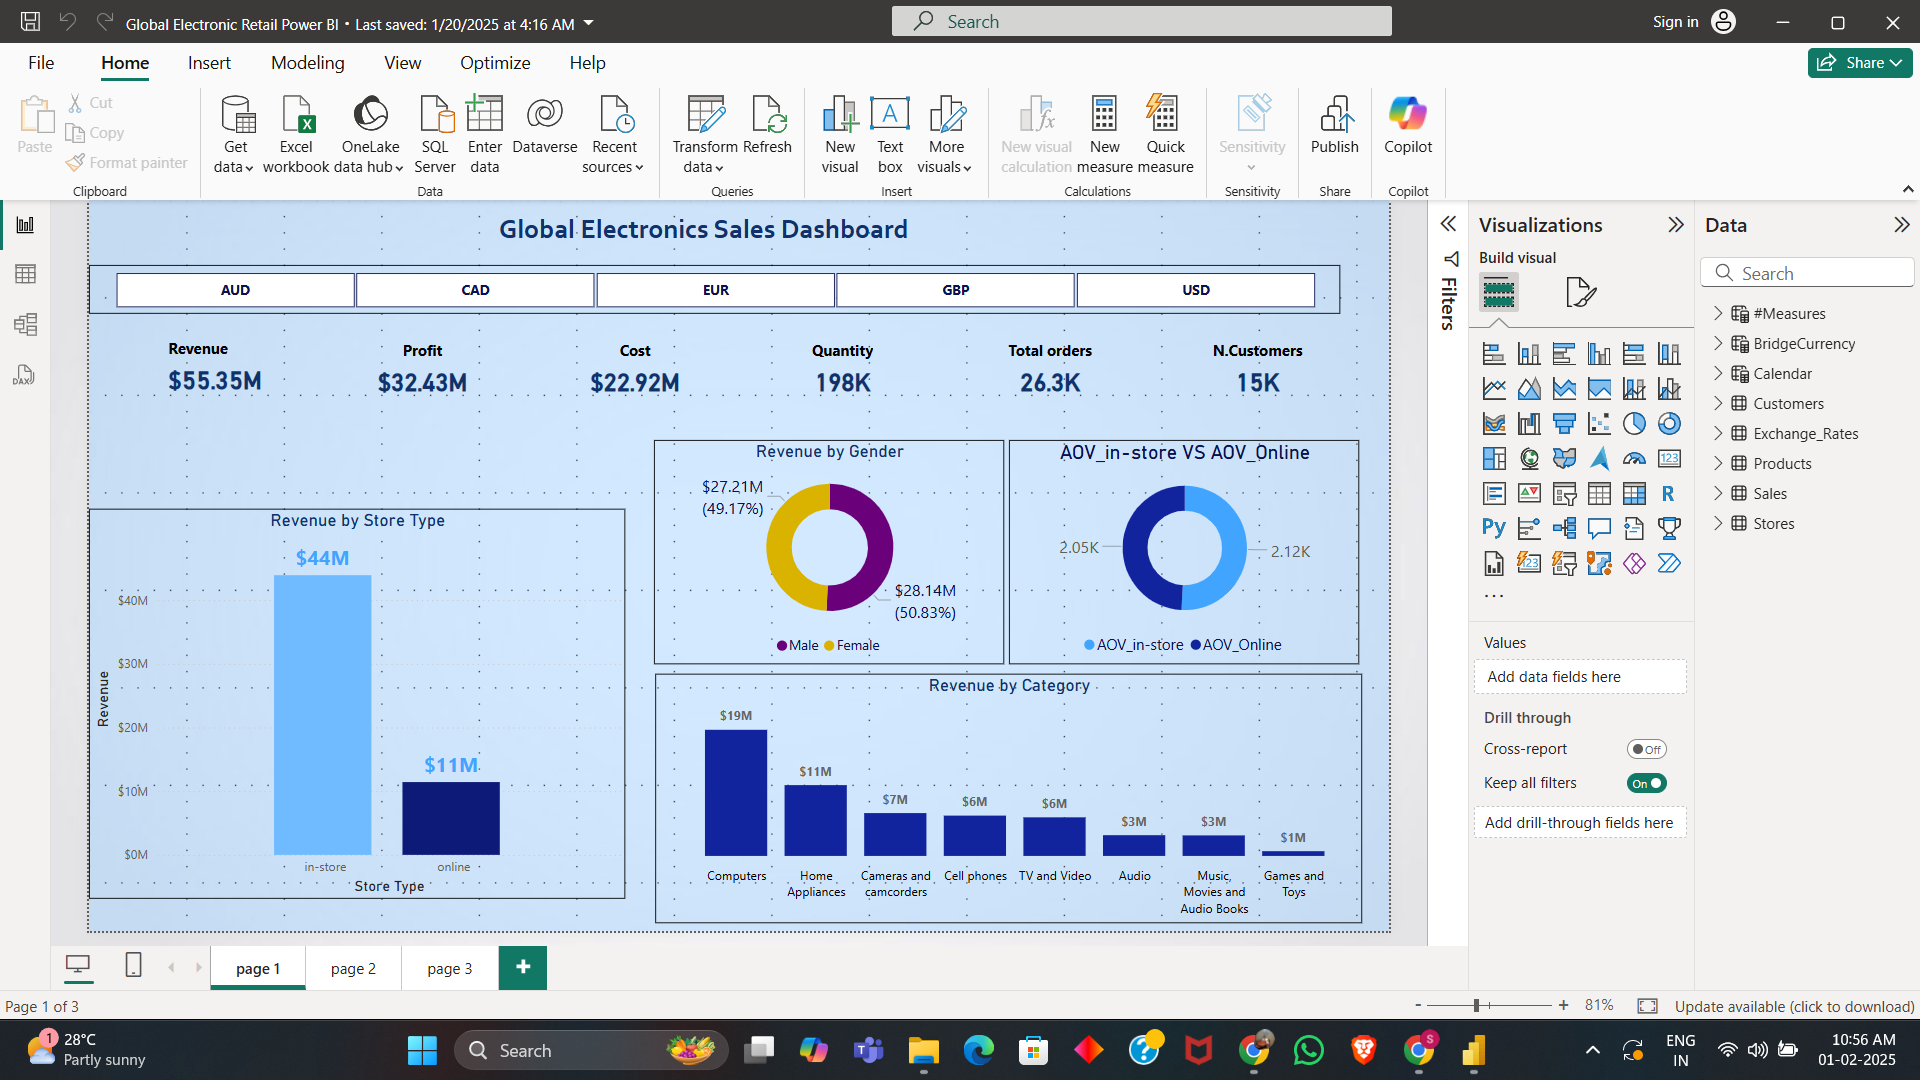 Global Electronic Retail Power BI • Last saved: 1/20/2025 at 4:16 AM
Search
Sign in
File Home Insert Modeling View Optimize Help
Share
Paste
Cut
Copy
Format painter
Clipboard
Get data
Excel workbook
OneLake data hub
SQL Server
Enter data
Dataverse
Recent sources
Data
Transform data
Refresh
Queries
New visual
Text box
More visuals
Insert
New visual calculation
New measure
Quick measure
Calculations
Sensitivity
Sensitivity
Publish
Share
Copilot
Copilot
Global Electronics Sales Dashboard
AUD CAD EUR GBP USD
Revenue
$55.35M
Profit
$32.43M
Cost
$22.92M
Quantity
198K
Total orders
26.3K
N.Customers
15K
Revenue by Store Type
$44M
$11M
$40M
$30M
$20M
$10M
$0M
Revenue
in-store online
Store Type
Revenue by Gender
$27.21M
(49.17%)
$28.14M
(50.83%)
Male Female
AOV_in-store VS AOV_Online
2.05K
2.12K
AOV_in-store AOV_Online
Revenue by Category
$19M
$11M
$7M
$6M
$6M
$3M
$3M
$1M
Computers
Home Appliances
Cameras and camcorders
Cell phones
TV and Video
Audio
Music, Movies and Audio Books
Games and Toys
Filters
Visualizations
Build visual
123
R
Py
123
...
Values
Add data fields here
Drill through
Cross-report
Off
Keep all filters
On
Add drill-through fields here
Data
Search
#Measures
BridgeCurrency
Calendar
Customers
Exchange_Rates
Products
Sales
Stores
DAX
page 1 page 2 page 3 +
Page 1 of 3
- + 81%
Update available (click to download)
1
28°C
Partly sunny
Search
ENG
IN
10:56 AM
01-02-2025